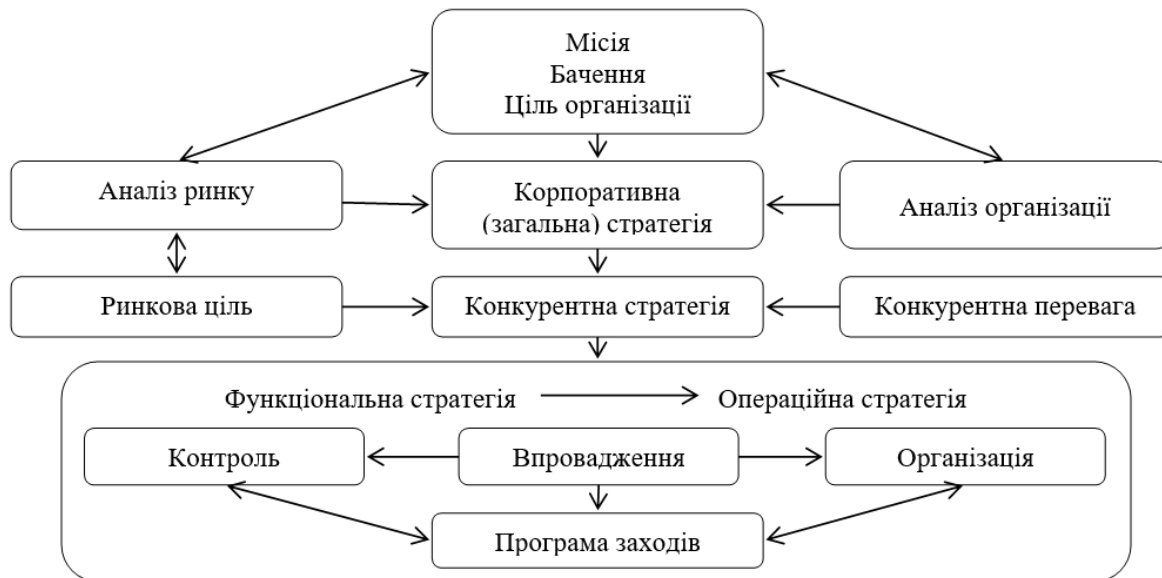 Місія
Бачення
Ціль організації
Аналіз ринку
Корпоративна
(загальна) стратегія
Аналіз організації
Ринкова ціль
Конкурентна стратегія
Конкурентна перевага
Функціональна стратегія
Операційна стратегія
Контроль
Впровадження
Організація
Програма заходів